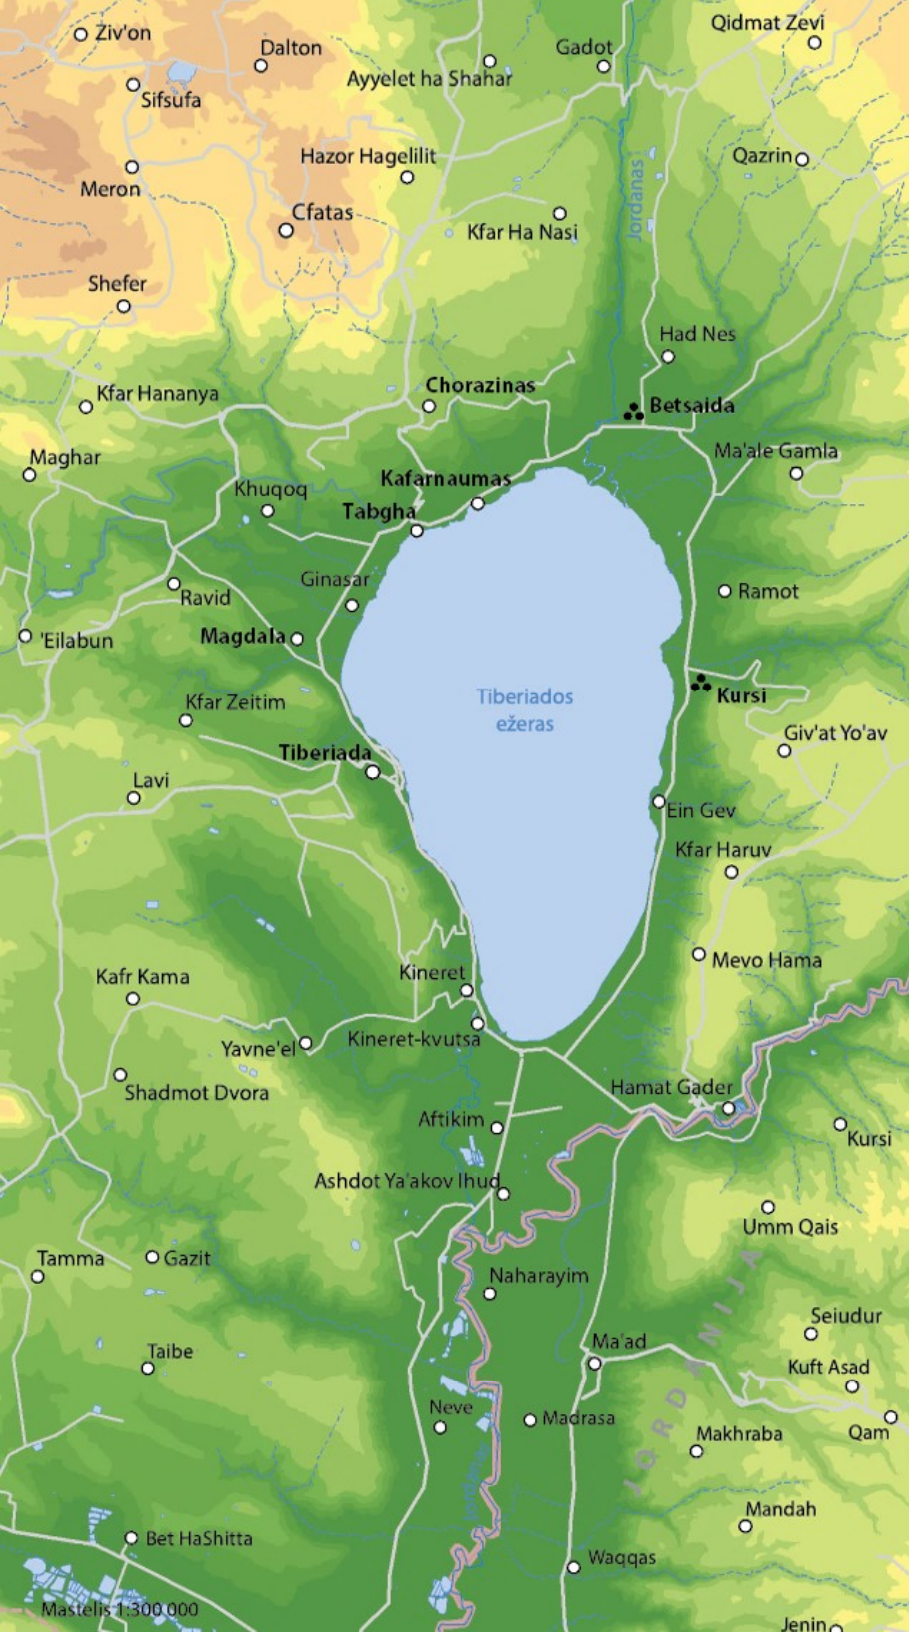 Ziv'on
Qidmat Zevi
Dalton
Gadot
Ayyelet ha Shahar
Sifsufa
Hazor Hagelilit
Qazrin
Meron
Jordanas
Cfatas
Kfar Ha Nasi
Shefer
Had Nes
Kfar Hananya
Chorazinas
Betsaida
Maghar
Ma'ale Gamla
Kafarnaumas
Khuqoq
Tabgha
Ginasar
Ramot
Ravid
'Eilabun
Magdala
Kfar Zeitim
Tiberiados
ežeras
Kursi
Giv'at Yo'av
Tiberiada
Lavi
Ein Gev
Kfar Haruv
Mevo Hama
Kafr Kama
Kineret
Kineret-kvutsa
Yavne'el
Shadmot Dvora
Hamat Gader
Aftikim
Kursi
Ashdot Ya'akov Ihud
Umm Qais
Tamma
Gazit
Naharayim
JORDANIJA
Seiudur
Ma'ad
Taibe
Kuft Asad
Neve
Madrasa
Qam
Makhraba
Jordanas
Mandah
Bet HaShitta
Waqqas
Mastelis 1:300 000
Jenin